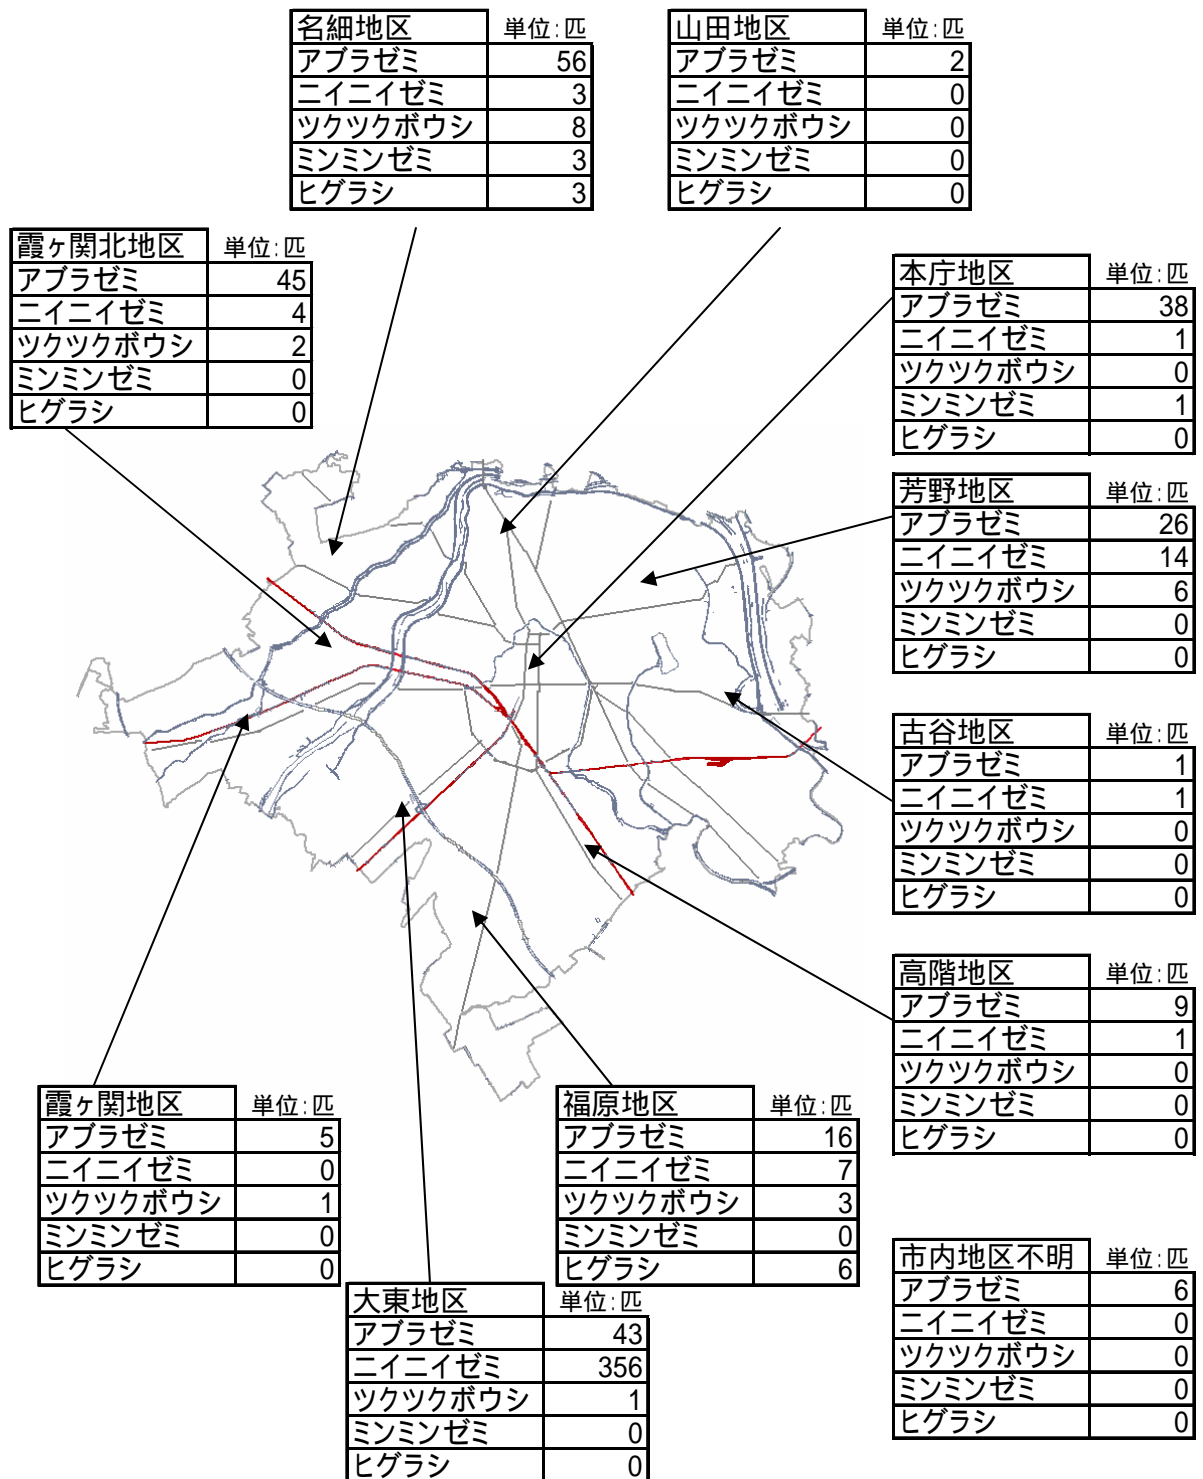 名細地区 単位:匹
アブラゼミ 56
ニイニイゼミ 3
ツクツクボウシ 8
ミンミンゼミ 3
ヒグラシ 3
山田地区 単位:匹
アブラゼミ 2
ニイニイゼミ 0
ツクツクボウシ 0
ミンミンゼミ 0
ヒグラシ 0
霞ヶ関北地区 単位:匹
アブラゼミ 45
ニイニイゼミ 4
ツクツクボウシ 2
ミンミンゼミ 0
ヒグラシ 0
本庁地区 単位:匹
アブラゼミ 38
ニイニイゼミ 1
ツクツクボウシ 0
ミンミンゼミ 1
ヒグラシ 0
芳野地区 単位:匹
アブラゼミ 26
ニイニイゼミ 14
ツクツクボウシ 6
ミンミンゼミ 0
ヒグラシ 0
古谷地区 単位:匹
アブラゼミ 1
ニイニイゼミ 1
ツクツクボウシ 0
ミンミンゼミ 0
ヒグラシ 0
高階地区 単位:匹
アブラゼミ 9
ニイニイゼミ 1
ツクツクボウシ 0
ミンミンゼミ 0
ヒグラシ 0
霞ヶ関地区 単位:匹
アブラゼミ 5
ニイニイゼミ 0
ツクツクボウシ 1
ミンミンゼミ 0
ヒグラシ 0
福原地区 単位:匹
アブラゼミ 16
ニイニイゼミ 7
ツクツクボウシ 3
ミンミンゼミ 0
ヒグラシ 6
大東地区 単位:匹
アブラゼミ 43
ニイニイゼミ 356
ツクツクボウシ 1
ミンミンゼミ 0
ヒグラシ 0
市内地区不明 単位:匹
アブラゼミ 6
ニイニイゼミ 0
ツクツクボウシ 0
ミンミンゼミ 0
ヒグラシ 0